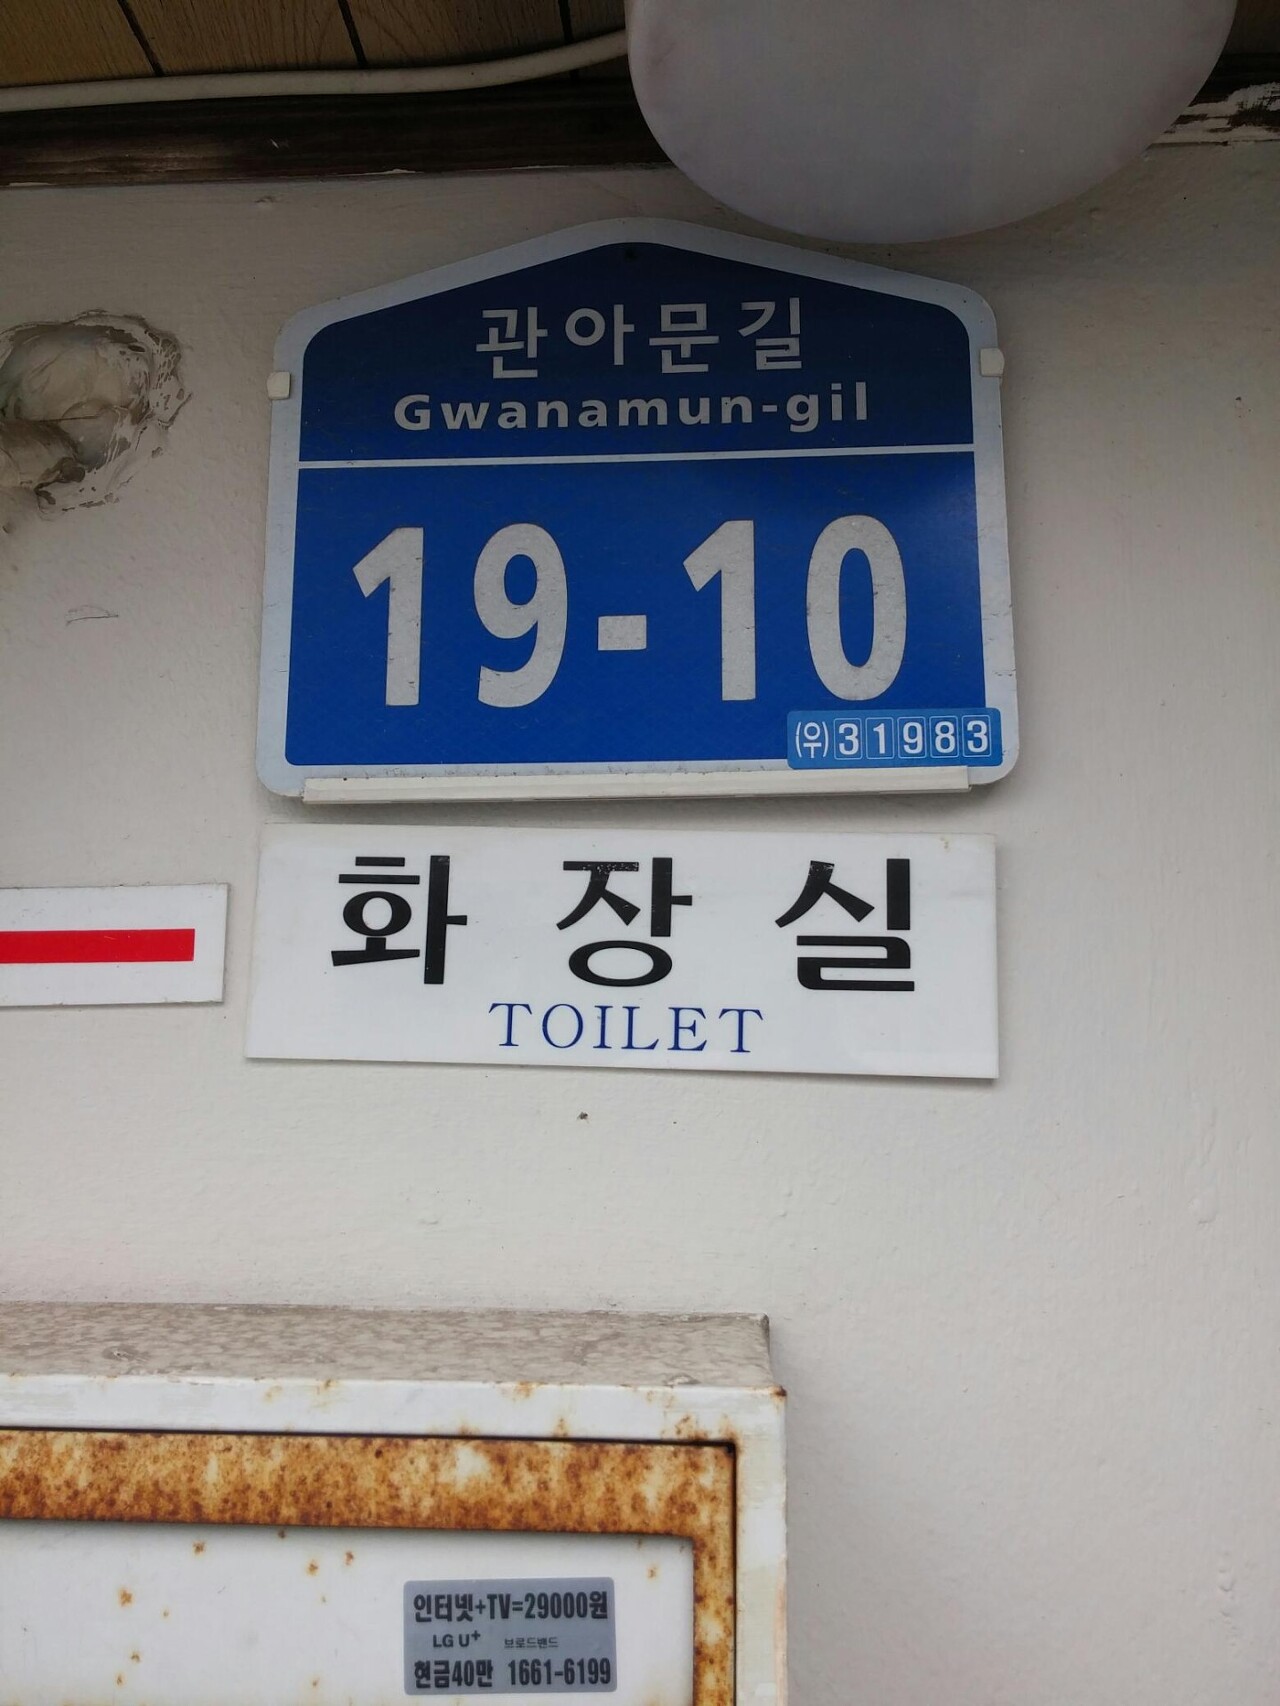 관아문길
Gwanamun-gil
19-10
(우)31983
화장실
TOILET
인터넷+TV=29000원
LG U+ 브로드밴드
현금40만 1661-6199